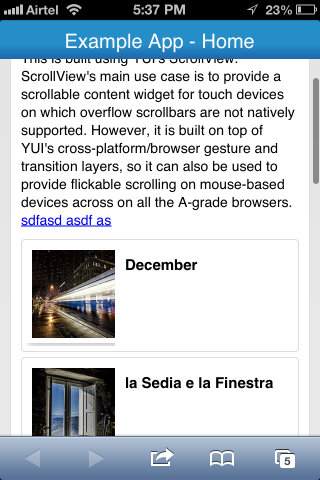 Airtel 5:37 PM 23%
Example App - Home
This is built using YUI's ScrollView.
ScrollView's main use case is to provide a
scrollable content widget for touch devices
on which overflow scrollbars are not natively
supported. However, it is built on top of
YUI's cross-platform/browser gesture and
transition layers, so it can also be used to
provide flickable scrolling on mouse-based
devices across on all the A-grade browsers.
sdfasd asdf as
December
la Sedia e la Finestra
5